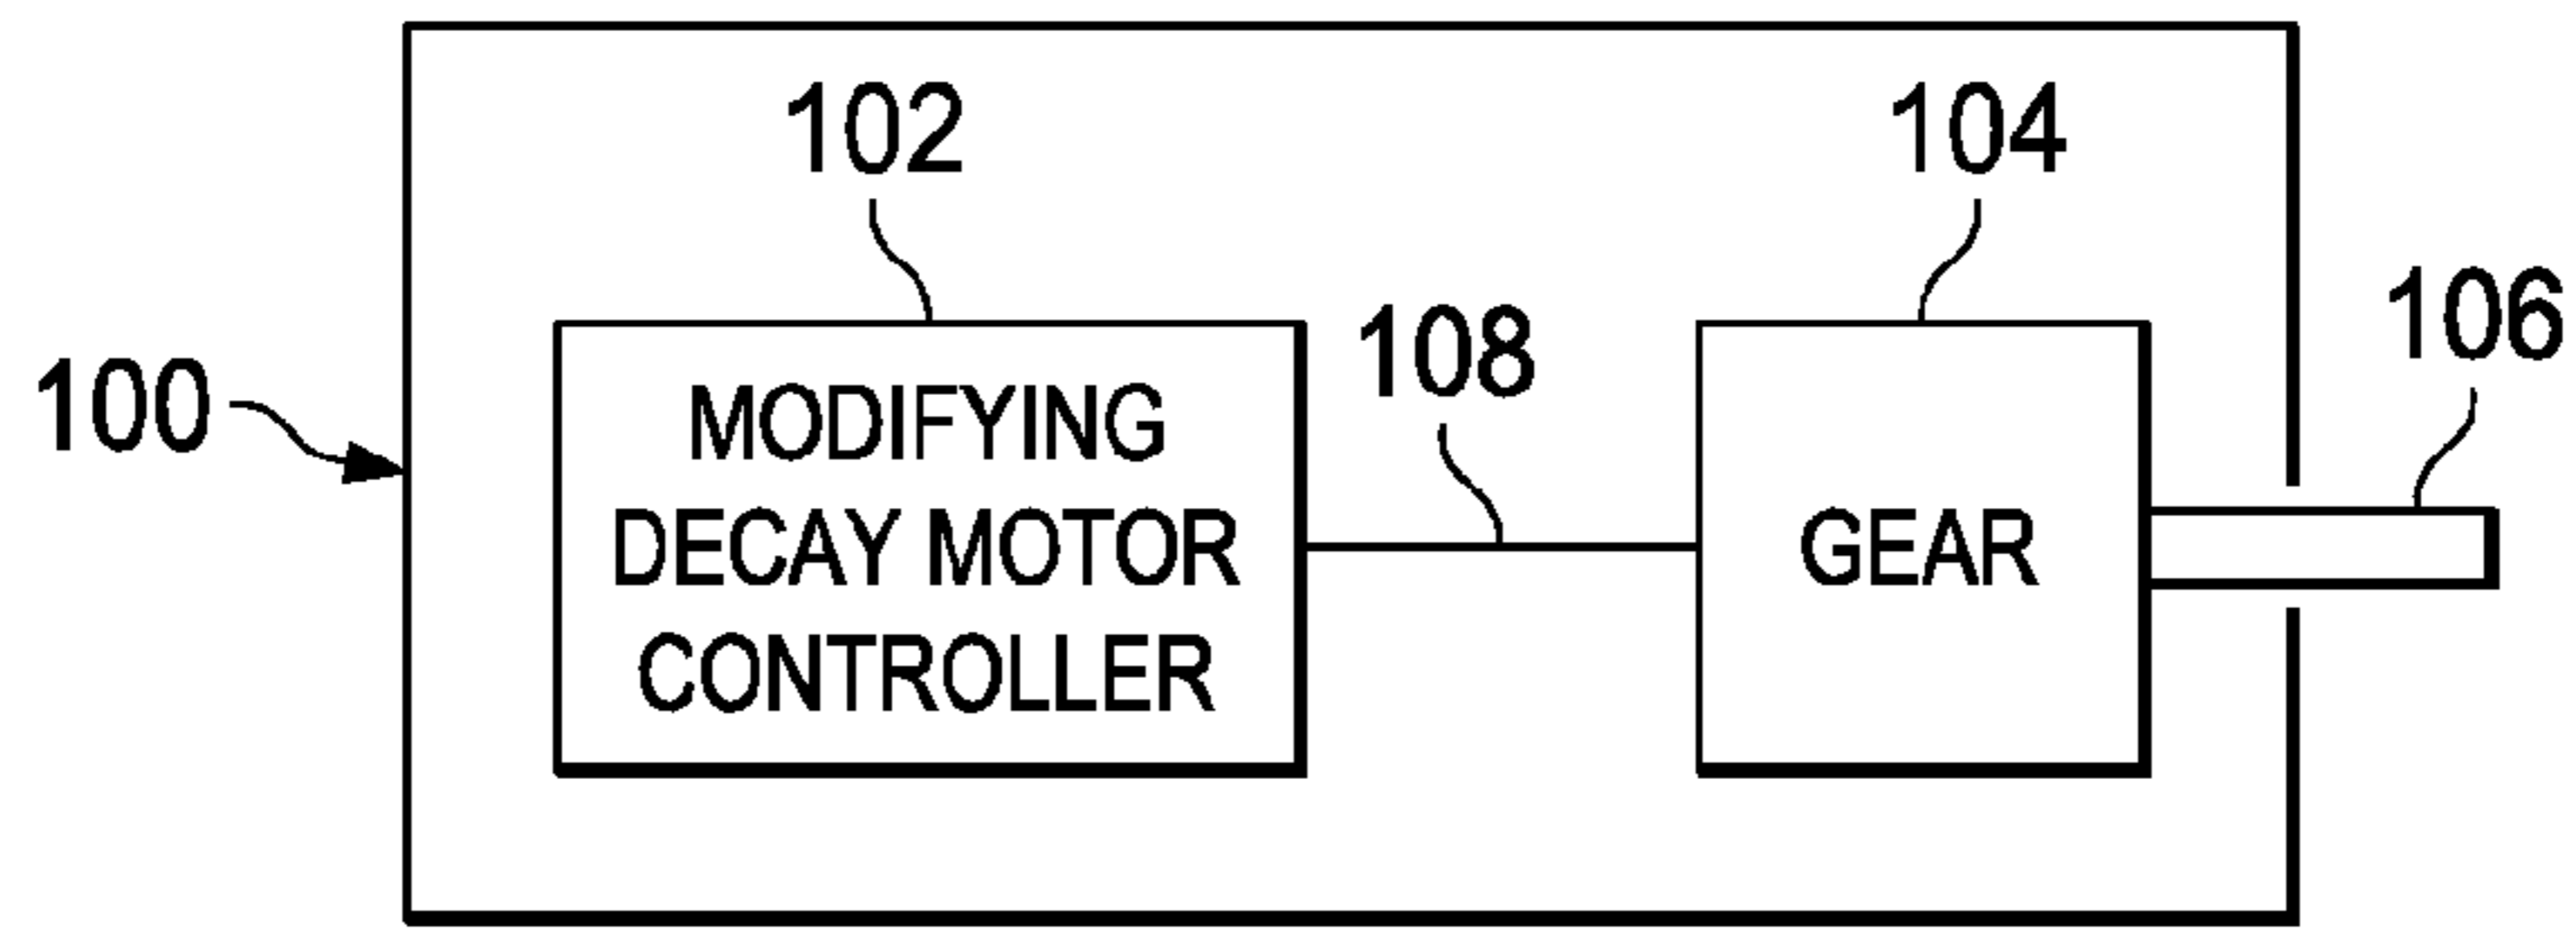 102
104
106
108
100
MODIFYING
DECAY MOTOR
CONTROLLER
GEAR